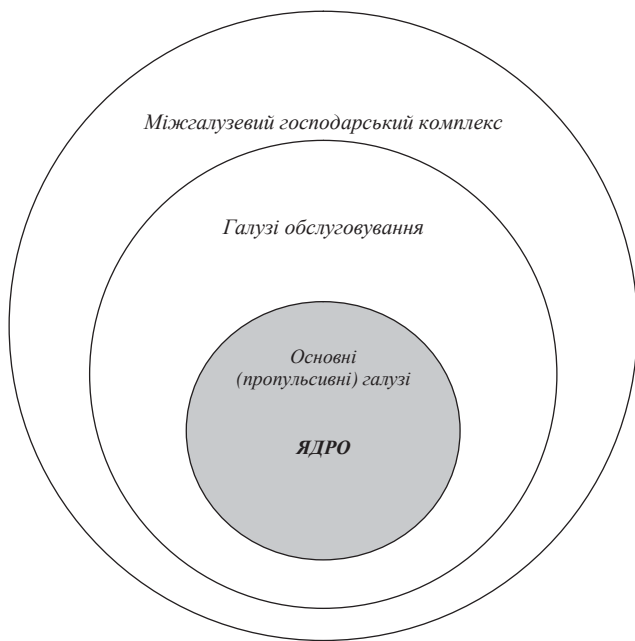 Міжгалузевий господарський комплекс
Галузі обслуговування
Основні
(пропульсивні) галузі
ЯДРО